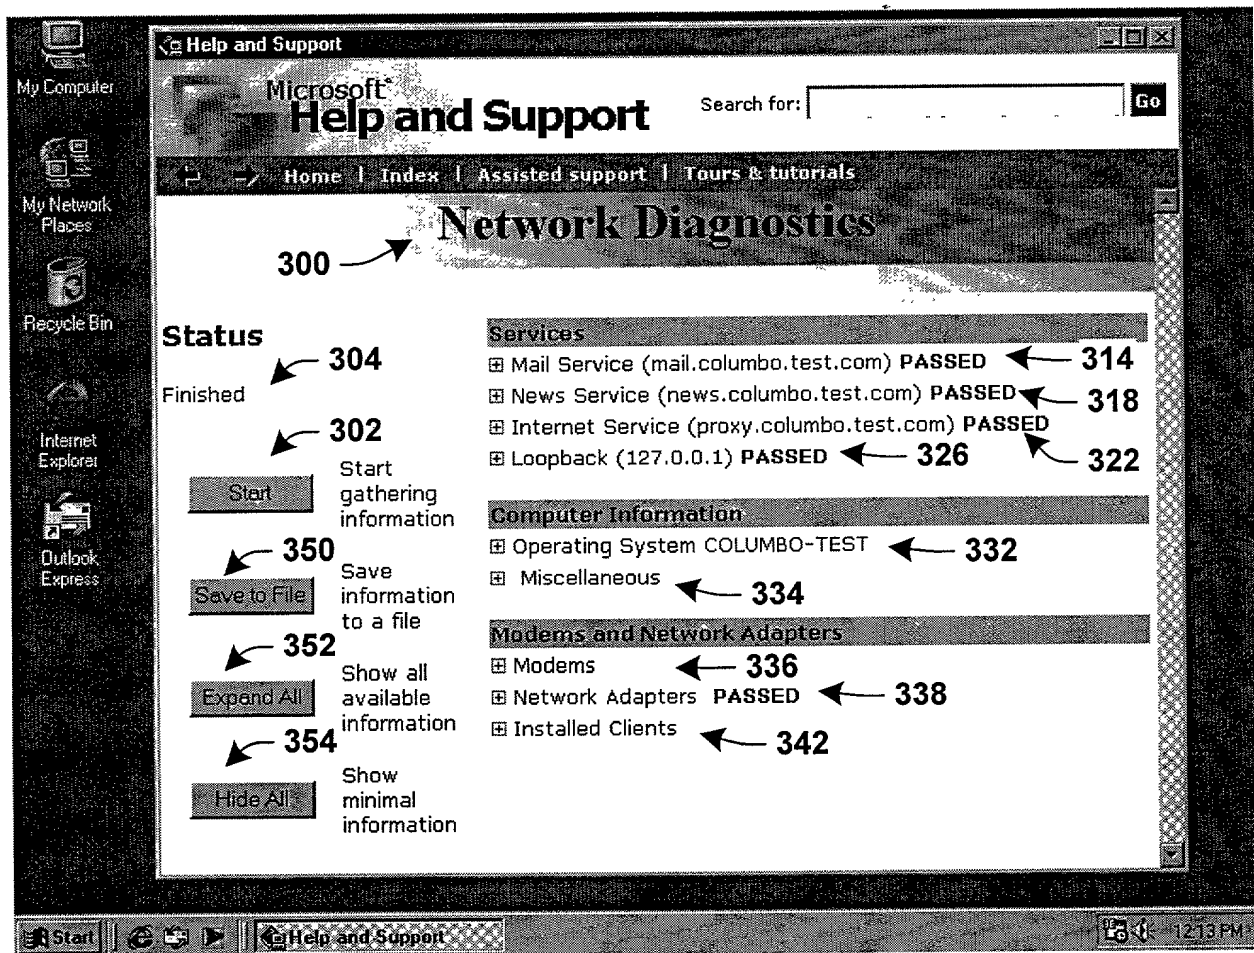 My Computer
My Network
Places
Recycle Bin
Internet
Explorer
Outlook
Express
Help and Support
Microsoft®
Help and Support
Search for:
Go
Home | Index | Assisted support | Tours & tutorials
Network Diagnostics
300
Status
304
Finished
302
Start
Start
gathering
information
350
Save to File
Save
information
to a file
352
Expand All
Show all
available
information
354
Hide All
Show
minimal
information
Services
Mail Service (mail.columbo.test.com) PASSED
314
News Service (news.columbo.test.com) PASSED
318
Internet Service (proxy.columbo.test.com) PASSED
322
Loopback (127.0.0.1) PASSED
326
Computer Information
Operating System COLUMBO-TEST
332
Miscellaneous
334
Modems and Network Adapters
Modems
336
Network Adapters PASSED
338
Installed Clients
342
Start
Help and Support
12:13 PM